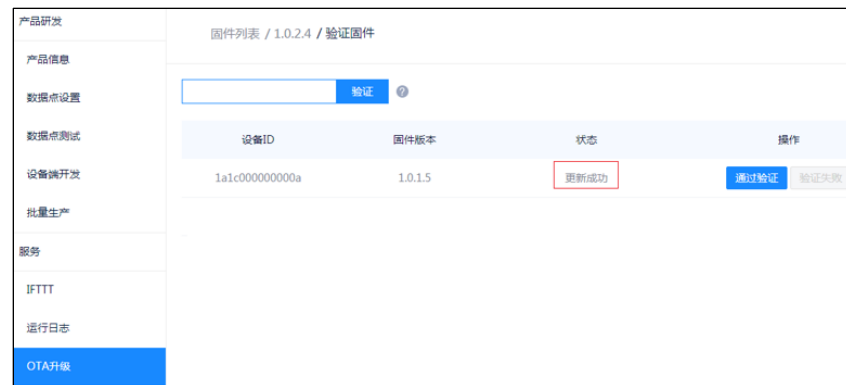 产品研发
固件列表 / 1.0.2.4 / 验证固件
产品信息
数据点设置
验证 ?
数据点测试
设备ID 固件版本 状态 操作
设备端开发
1a1c000000000a 1.0.1.5 更新成功 通过验证 验证失败
批量生产
服务
IFTTT
运行日志
OTA升级